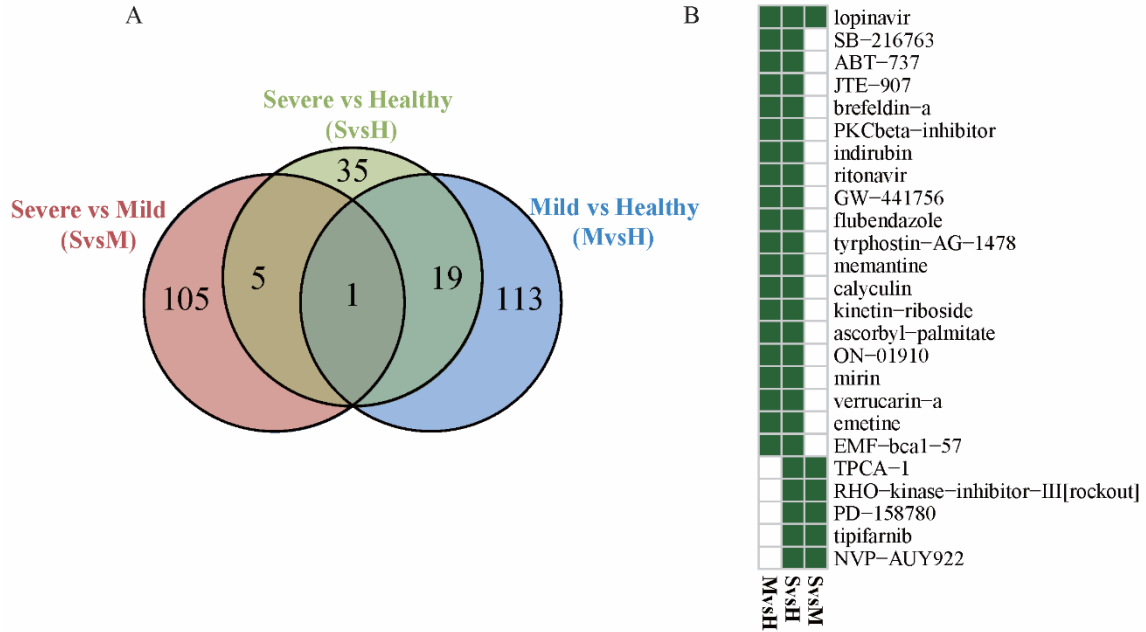 A
B
Severe vs Healthy
(SvsH)
35
Severe vs Mild
(SvsM)
Mild vs Healthy
(MvsH)
105
5
1
19
113
lopinavir
SB−216763
ABT−737
JTE−907
brefeldin−a
PKCbeta−inhibitor
indirubin
ritonavir
GW−441756
flubendazole
tyrphostin−AG−1478
memantine
calyculin
kinetin−riboside
ascorbyl−palmitate
ON−01910
mirin
verrucarin−a
emetine
EMF−bca1−57
TPCA−1
RHO−kinase−inhibitor−III[rockout]
PD−158780
tipifarnib
NVP−AUY922
MvsH
SvsH
SvsM